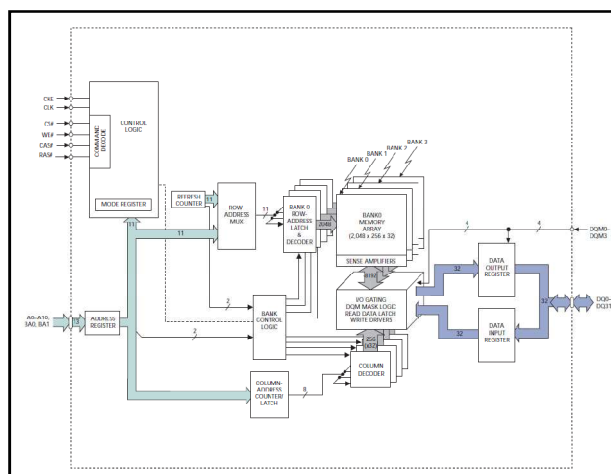 CKE
CLK
CS#
WE#
CAS#
RAS#
CONTROL
LOGIC
COMMAND
DECODE
MODE REGISTER
REFRESH
COUNTER
11
11
11
ROW
ADDRESS
MUX
11
BANK 0
ROW-
ADDRESS
LATCH
&
DECODER
2048
BANK 0
BANK 1
BANK 2
BANK 3
BANK0
MEMORY
ARRAY
(2,048 x 256 x 32)
SENSE AMPLIFIERS
I/O GATING
DQM MASK LOGIC
READ DATA LATCH
WRITE DRIVERS
256
(x32)
COLUMN
DECODER
A0-A10,
BA0, BA1
13
ADDRESS
REGISTER
2
2
BANK
CONTROL
LOGIC
COLUMN-
ADDRESS
COUNTER/
LATCH
8
4
4
DQM0-
DQM3
32
DATA
OUTPUT
REGISTER
32
DATA
INPUT
REGISTER
32
DQ0-
DQ31